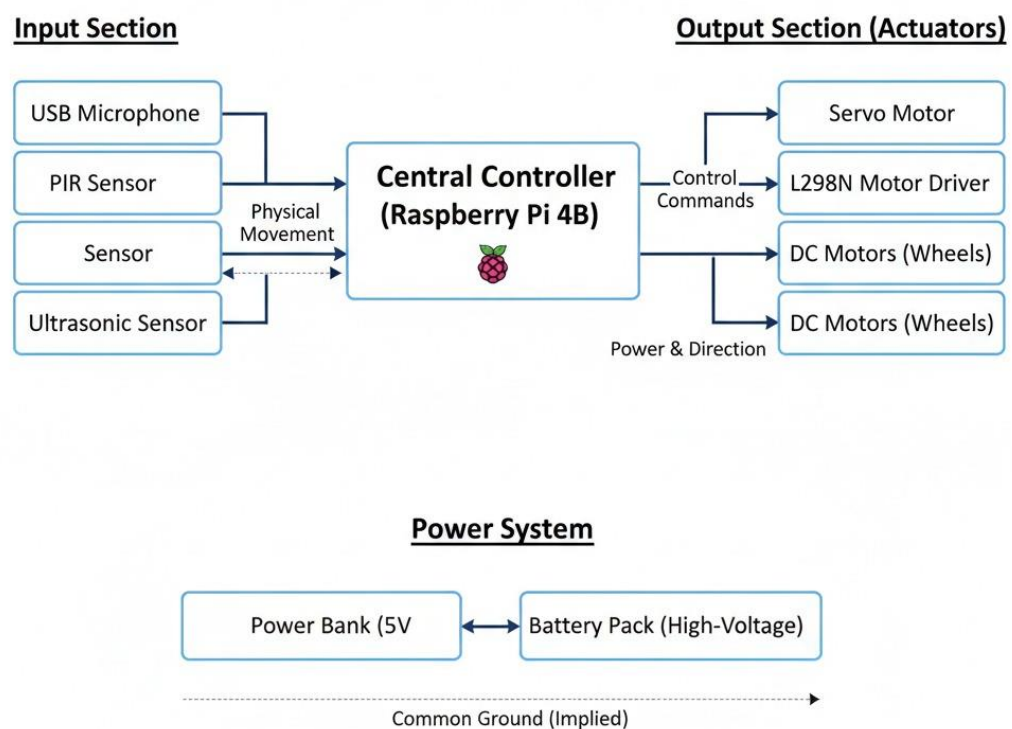 Input Section
Output Section (Actuators)
USB Microphone
PIR Sensor
Sensor
Ultrasonic Sensor
Physical
Movement
Central Controller
(Raspberry Pi 4B)
Control
Commands
Servo Motor
L298N Motor Driver
DC Motors (Wheels)
DC Motors (Wheels)
Power & Direction
Power System
Power Bank (5V
Battery Pack (High-Voltage)
Common Ground (Implied)